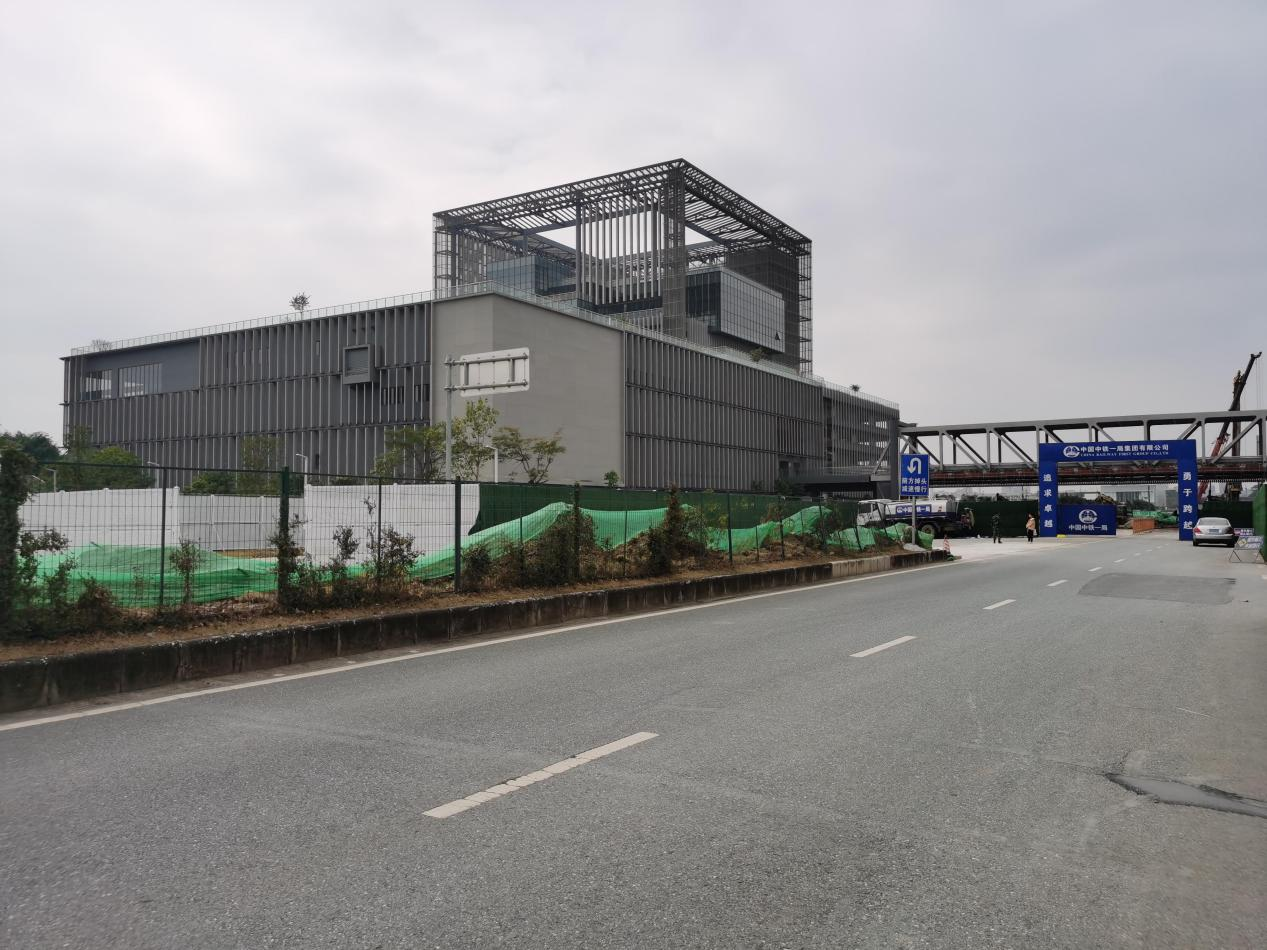 中国中铁一局集团有限公司
CHINA RAILWAY FIRST GROUP CO.,LTD
追求卓越
勇于跨越
中国中铁一局
前方掉头
减速慢行